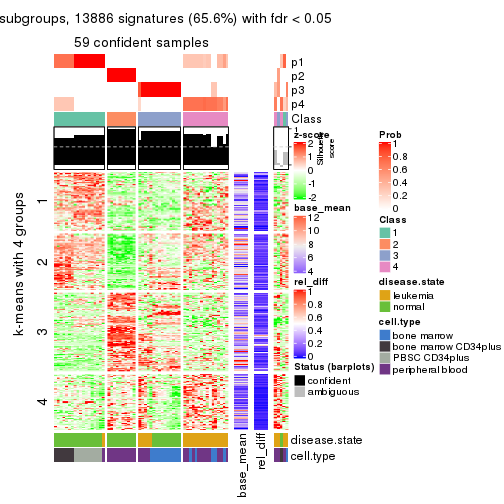 subgroups, 13886 signatures (65.6%) with fdr < 0.05
59 confident samples
p1
p2
p3
p4
Class
1
Silhouette
score
k-means with 4 groups
1
2
3
4
base_mean
rel_diff
disease.state
cell.type
z-score
2
1
0
-1
-2
base_mean
12
10
8
6
4
rel_diff
1
0.8
0.6
0.4
0.2
0
Status (barplots)
confident
ambiguous
Prob
1
0.8
0.6
0.4
0.2
0
Class
1
2
3
4
disease.state
leukemia
normal
cell.type
bone marrow
bone marrow CD34plus
PBSC CD34plus
peripheral blood